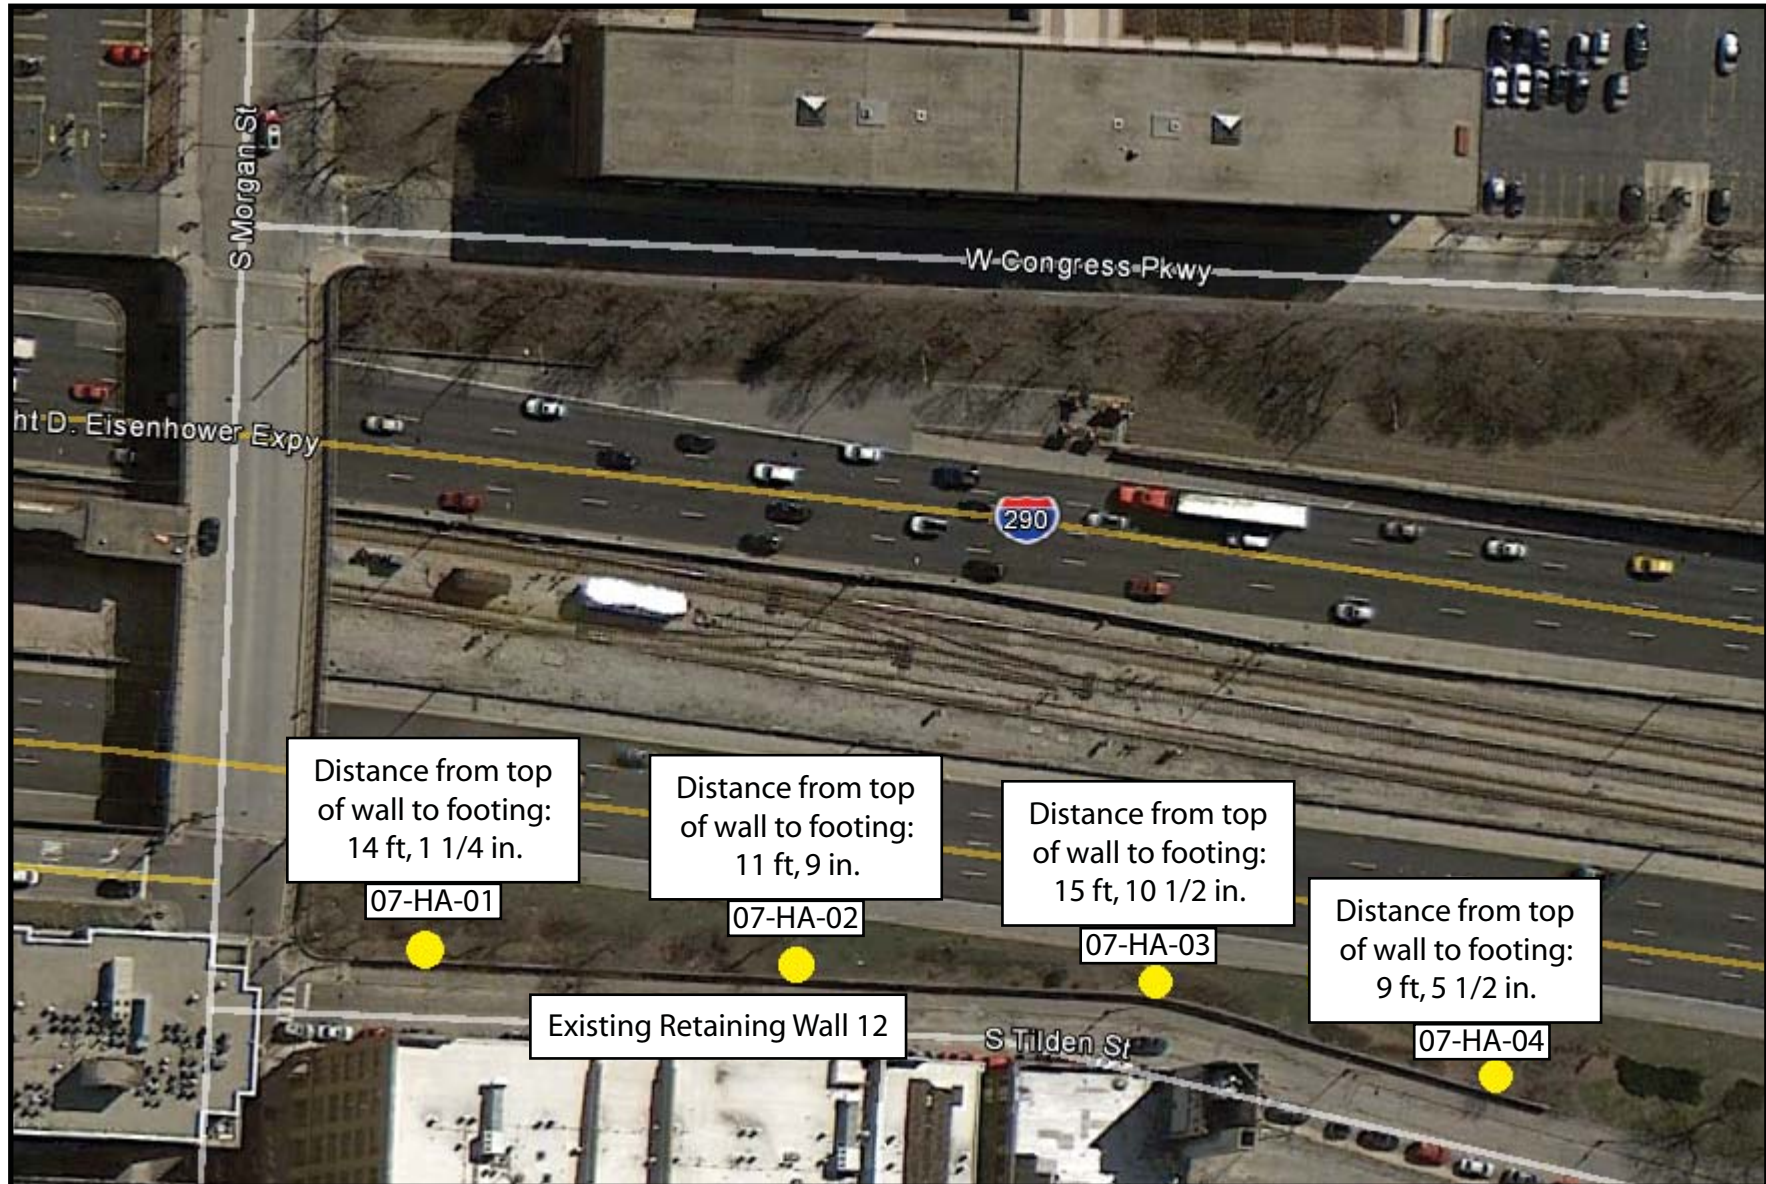 S Morgan St
W Congress Pkwy
ht D. Eisenhower Expy
290
Distance from top
of wall to footing:
14 ft, 1 1/4 in.
07-HA-01
Distance from top
of wall to footing:
11 ft, 9 in.
07-HA-02
Distance from top
of wall to footing:
15 ft, 10 1/2 in.
07-HA-03
Distance from top
of wall to footing:
9 ft, 5 1/2 in.
07-HA-04
Existing Retaining Wall 12
S Tilden St